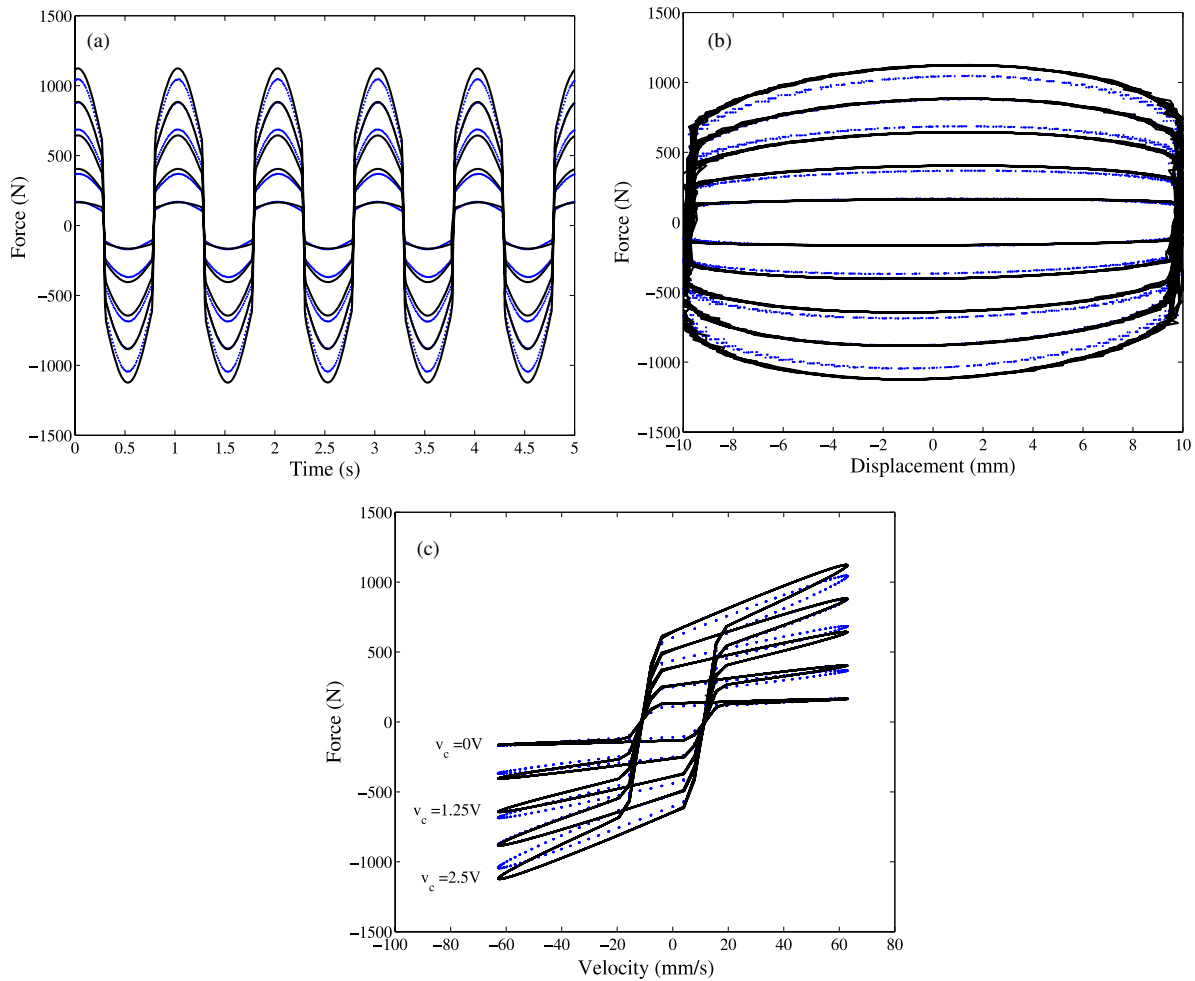 (a)
1500
1000
500
0
−500
−1000
−1500
Force (N)
0 0.5 1 1.5 2 2.5 3 3.5 4 4.5 5
Time (s)
(b)
1500
1000
500
0
−500
−1000
−1500
Force (N)
−10 −8 −6 −4 −2 0 2 4 6 8 10
Displacement (mm)
(c)
1500
1000
500
0
−500
−1000
−1500
Force (N)
v_c =0V
v_c =1.25V
v_c =2.5V
−100 −80 −60 −40 −20 0 20 40 60 80
Velocity (mm/s)